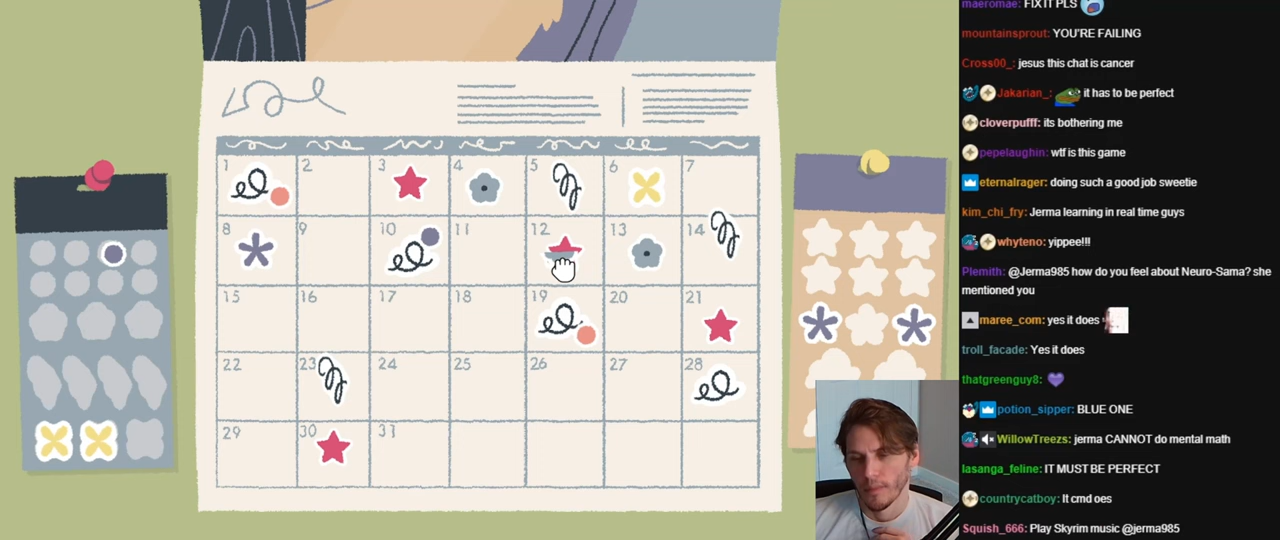 1 2 3 4 5 6 7
8 9 10 11 12 13 14
15 16 17 18 19 20 21
22 23 24 25 26 27 28
29 30 31
maeromae: FIX IT PLS
mountainsprout: YOU'RE FAILING
Cross00_: jesus this chat is cancer
Jakarian_: it has to be perfect
cloverpufff: its bothering me
pepelaughin: wtf is this game
eternalrager: doing such a good job sweetie
kim_chi_fry: Jerma learning in real time guys
whyteno: yippee!!!
Plemith: @Jerma985 how do you feel about Neuro-Sama? she
mentioned you
maree_com: yes it does
troll_facade: Yes it does
thatgreenguy8:
potion_sipper: BLUE ONE
WillowTreezs: jerma CANNOT do mental math
lasanga_feline: IT MUST BE PERFECT
countrycatboy: It cmd oes
Squish_666: Play Skyrim music @jerma985